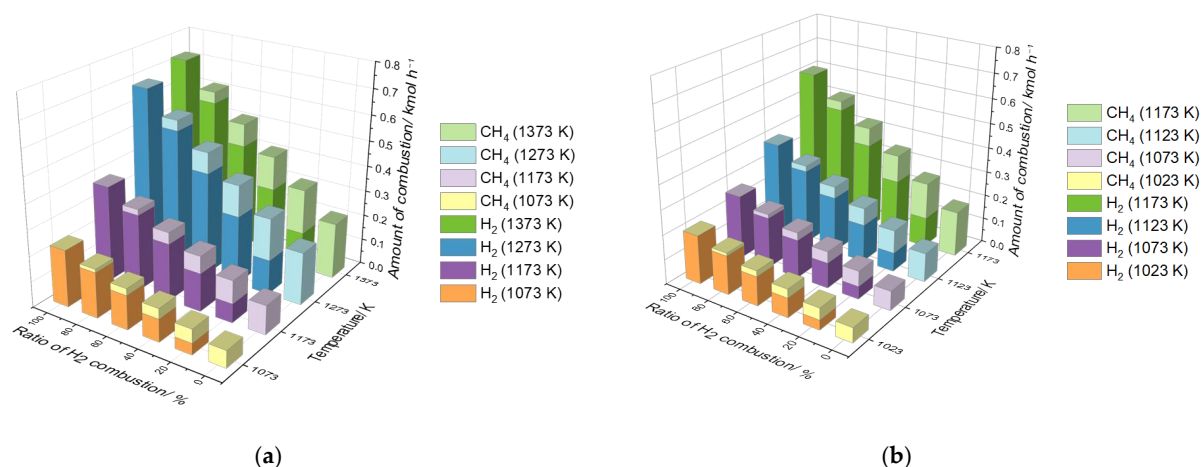 0.8
0.7
0.6
0.5
0.4
0.3
0.2
0.1
0.0
Amount of combustion/ kmol h⁻¹
1373
1273
1173
1073
Temperature/ K
100
80
60
40
20
0
Ratio of H2 combustion/ %
CH₄ (1373 K)
CH₄ (1273 K)
CH₄ (1173 K)
CH₄ (1073 K)
H₂ (1373 K)
H₂ (1273 K)
H₂ (1173 K)
H₂ (1073 K)
(a)
0.8
0.7
0.6
0.5
0.4
0.3
0.2
0.1
0.0
Amount of combustion/ kmol h⁻¹
1173
1123
1073
1023
Temperature/ K
100
80
60
40
20
0
Ratio of H2 combustion/ %
CH₄ (1173 K)
CH₄ (1123 K)
CH₄ (1073 K)
CH₄ (1023 K)
H₂ (1173 K)
H₂ (1123 K)
H₂ (1073 K)
H₂ (1023 K)
(b)